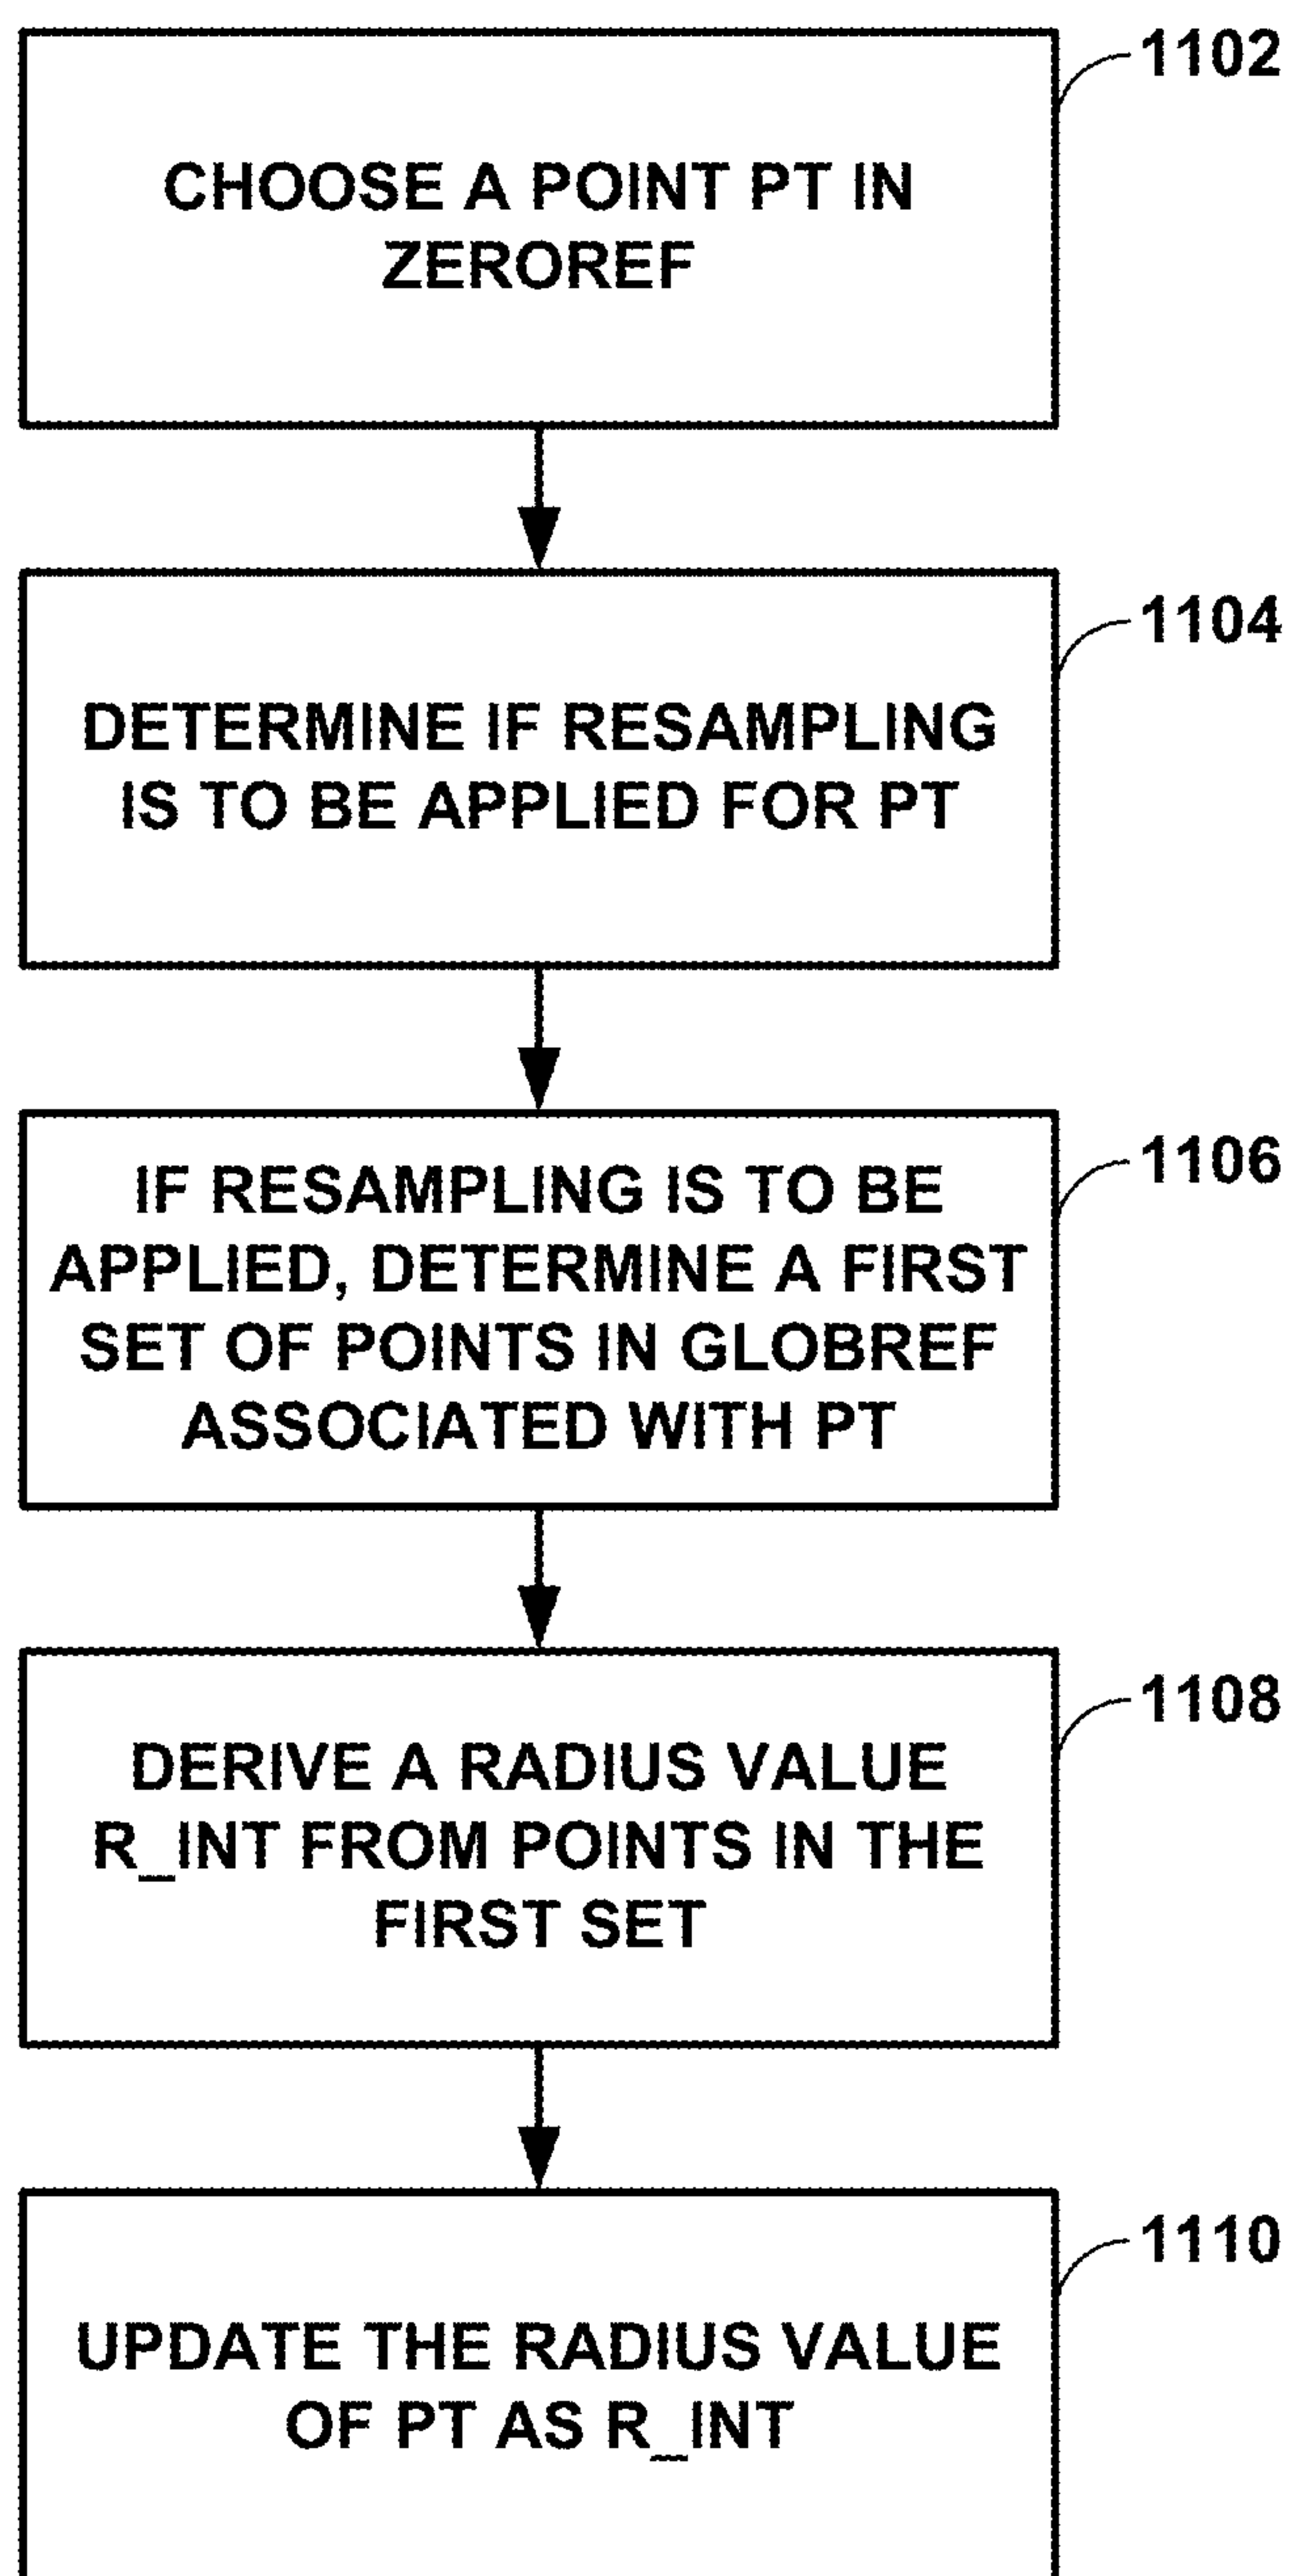 1102
CHOOSE A POINT PT IN
ZEROREF
1104
DETERMINE IF RESAMPLING
IS TO BE APPLIED FOR PT
1106
IF RESAMPLING IS TO BE
APPLIED, DETERMINE A FIRST
SET OF POINTS IN GLOBREF
ASSOCIATED WITH PT
1108
DERIVE A RADIUS VALUE
R_INT FROM POINTS IN THE
FIRST SET
1110
UPDATE THE RADIUS VALUE
OF PT AS R_INT